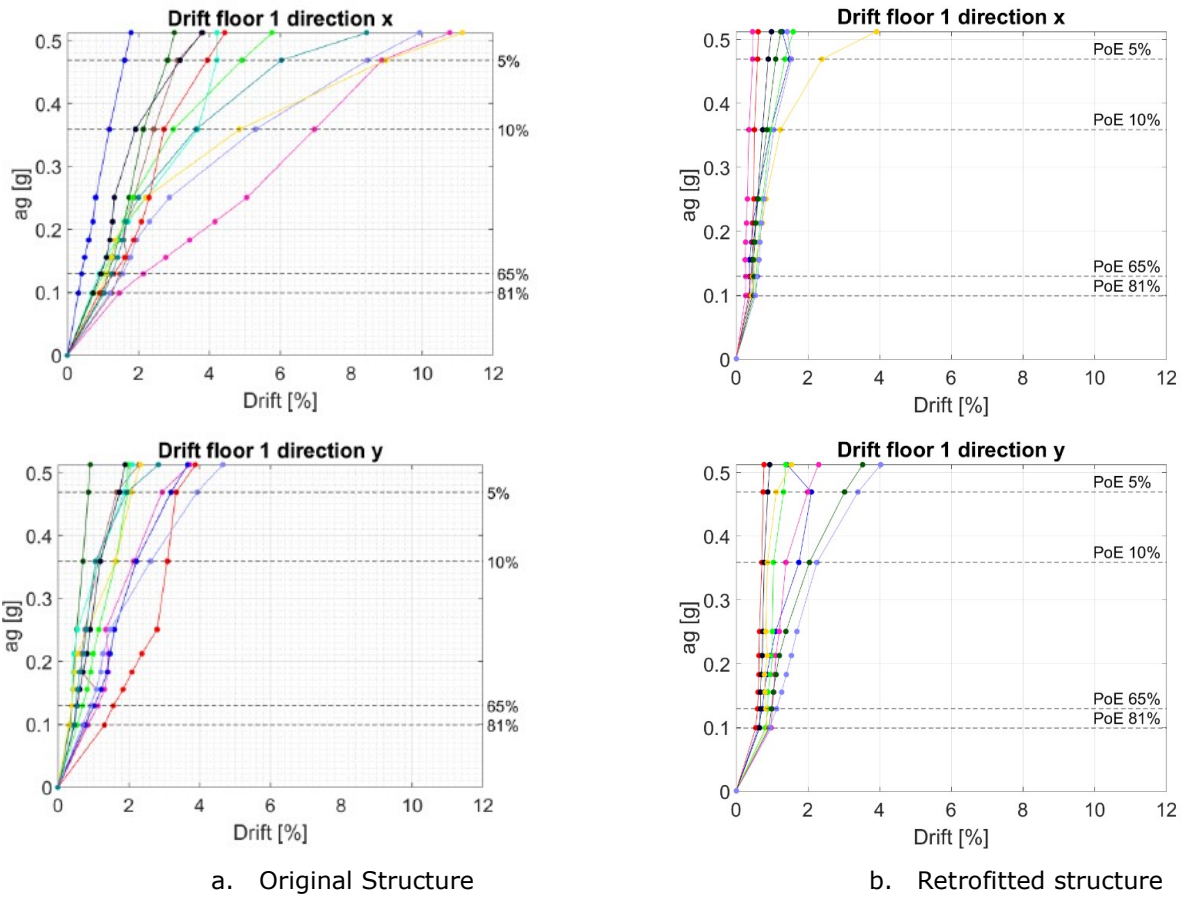 Drift floor 1 direction x
0.5
0.4
0.3
0.2
0.1
0
ag [g]
5%
10%
65%
81%
0 2 4 6 8 10 12
Drift [%]
Drift floor 1 direction x
0.5
0.4
0.3
0.2
0.1
0
ag [g]
PoE 5%
PoE 10%
PoE 65%
PoE 81%
0 2 4 6 8 10 12
Drift [%]
Drift floor 1 direction y
0.5
0.4
0.3
0.2
0.1
0
ag [g]
5%
10%
65%
81%
0 2 4 6 8 10 12
Drift [%]
Drift floor 1 direction y
0.5
0.4
0.3
0.2
0.1
0
ag [g]
PoE 5%
PoE 10%
PoE 65%
PoE 81%
0 2 4 6 8 10 12
Drift [%]
a. Original Structure
b. Retrofitted structure